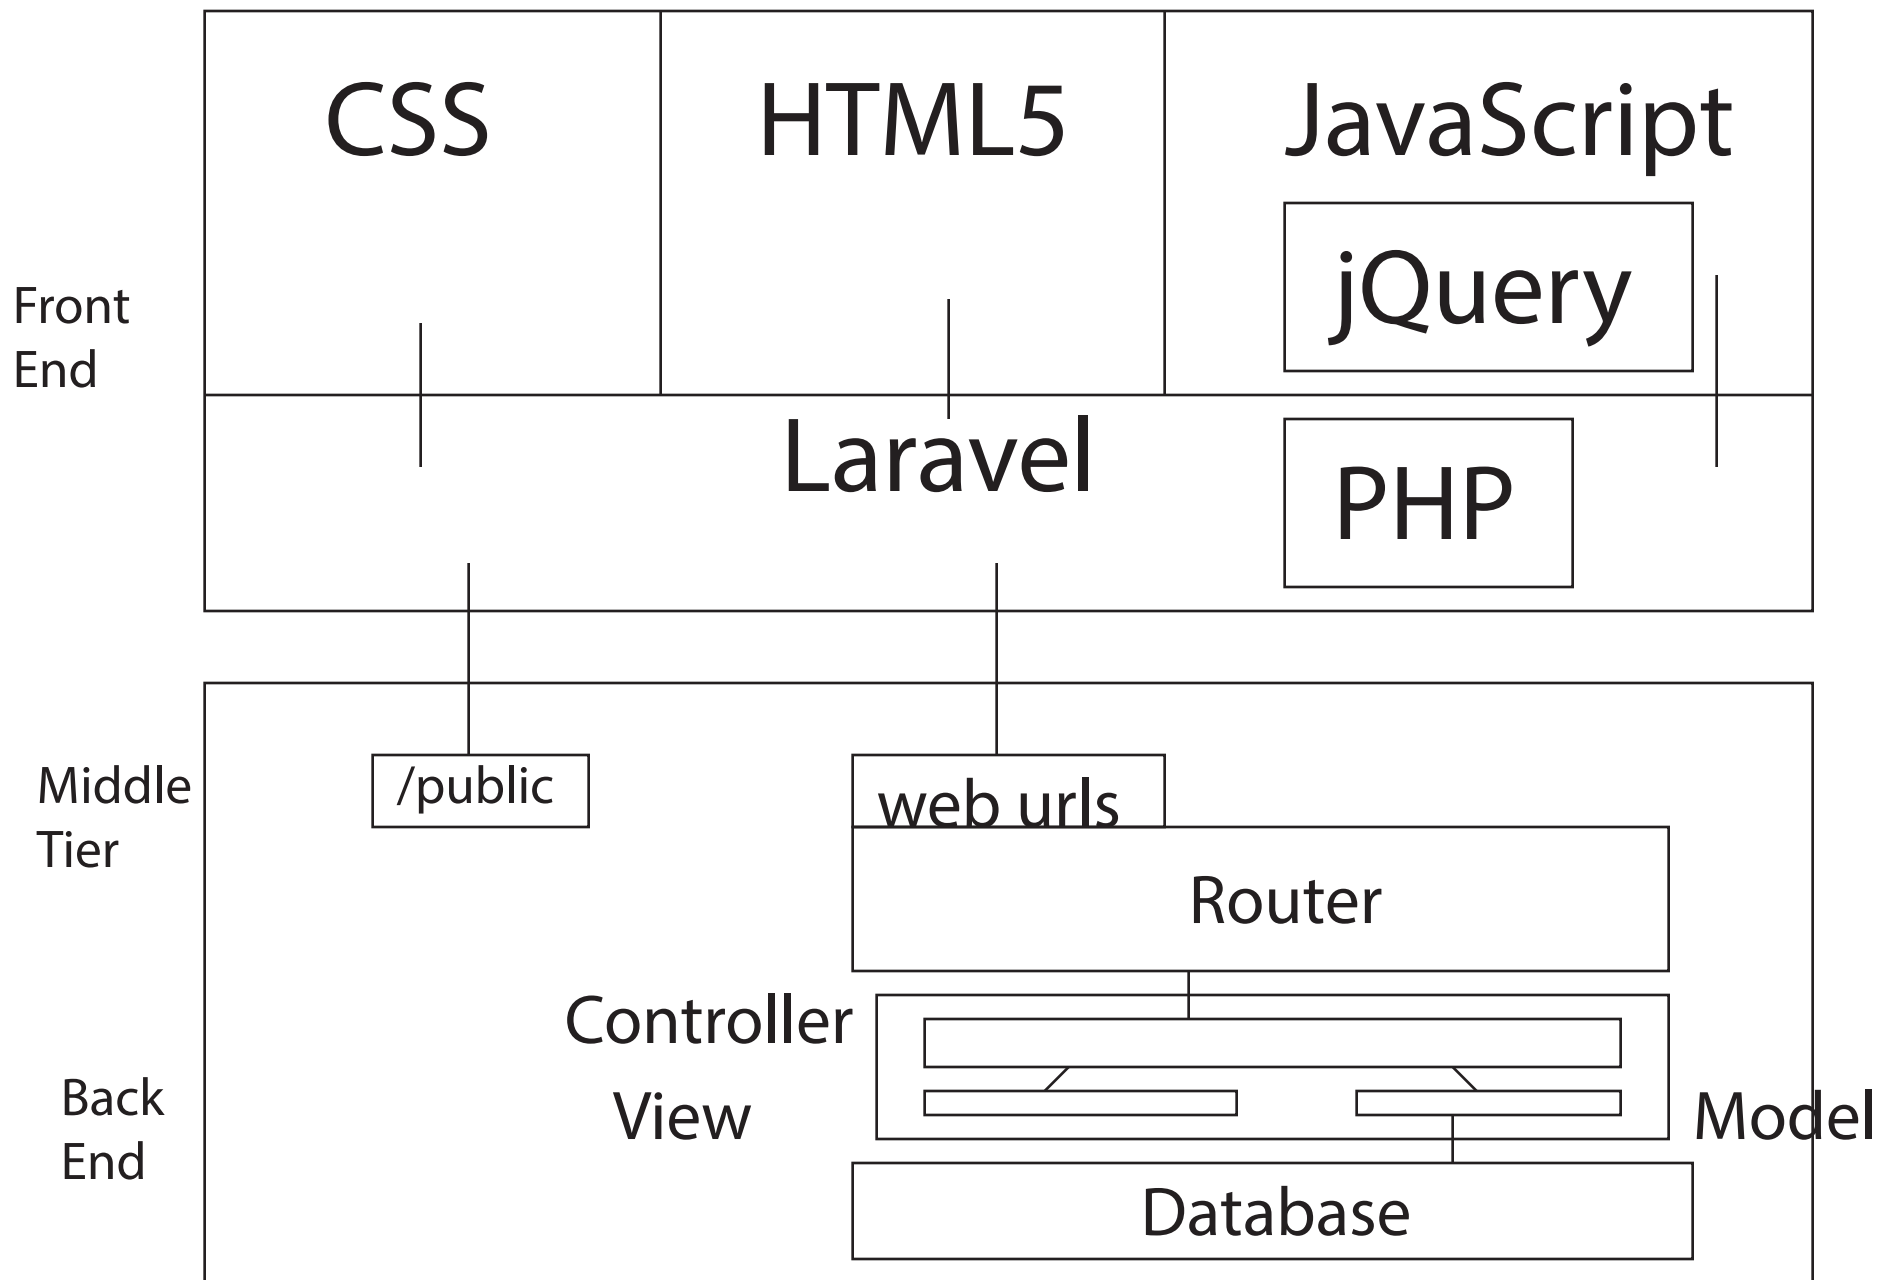 CSS
HTML5
JavaScript
jQuery
Front
End
Laravel
PHP
Middle
Tier
/public
web urls
Router
Controller
View
Model
Back
End
Database